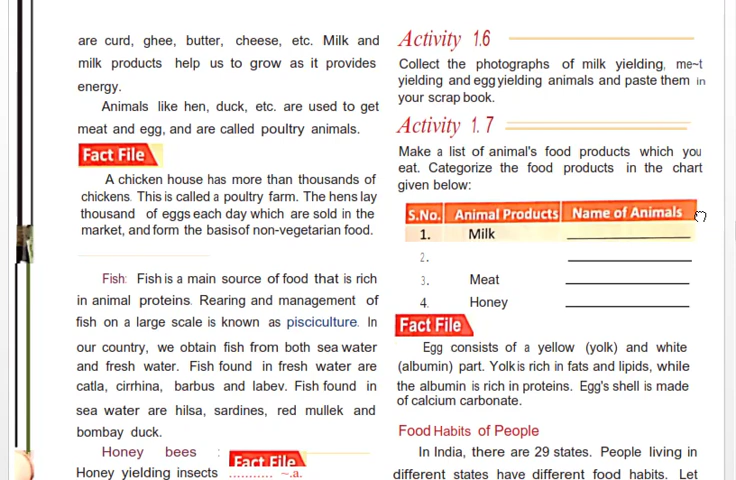 are curd, ghee, butter, cheese, etc. Milk and
milk products help us to grow as it provides
energy.
Animals like hen, duck, etc. are used to get
meat and egg, and are called poultry animals.
Fact File
A chicken house has more than thousands of
chickens. This is called a poultry farm. The hens lay
thousand of eggs each day which are sold in the
market, and form the basisof non-vegetarian food.
Fish: Fish is a main source of food that is rich
in animal proteins. Rearing and management of
fish on a large scale is known as pisciculture. In
our country, we obtain fish from both sea water
and fresh water. Fish found in fresh water are
catla, cirrhina, barbus and labev. Fish found in
sea water are hilsa, sardines, red mullek and
bombay duck.
Honey bees :
Honey yielding insects
Fact File
........... ~.a.
Activity 1.6
Collect the photographs of milk yielding, me~t
yielding and egg yielding animals and paste them in
your scrap book.
Activity 1.7
Make a list of animal's food products which you
eat. Categorize the food products in the chart
given below:
S.No. Animal Products Name of Animals
1. Milk
2.
3. Meat
4. Honey
Fact File
Egg consists of a yellow (yolk) and white
(albumin) part. Yolk is rich in fats and lipids, while
the albumin is rich in proteins. Egg's shell is made
of calcium carbonate.
Food Habits of People
In India, there are 29 states. People living in
different states have different food habits. Let